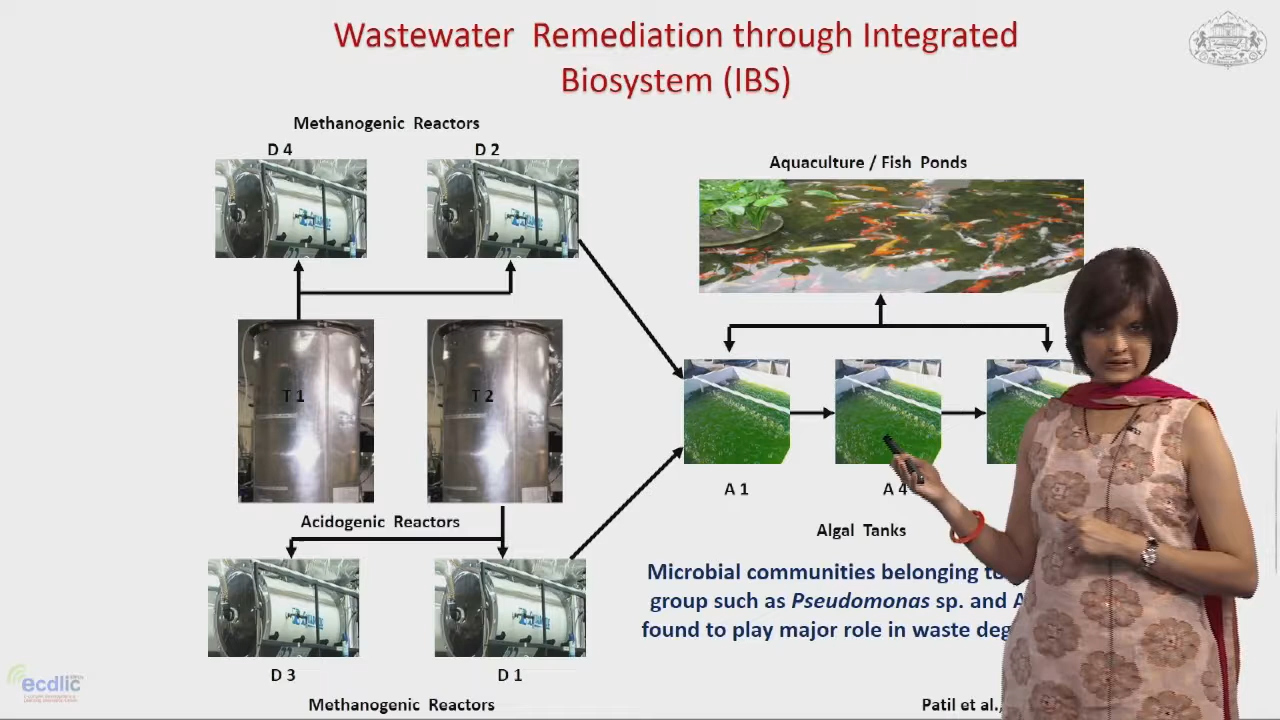 Wastewater Remediation through Integrated
Biosystem (IBS)
Methanogenic Reactors
D 4
D 2
Aquaculture / Fish Ponds
T 1
T 2
A 1
A 4
Acidogenic Reactors
Algal Tanks
Microbial communities belonging to
group such as Pseudomonas sp. and A
found to play major role in waste deg
D 3
D 1
Methanogenic Reactors
Patil et al.,
ecdlic